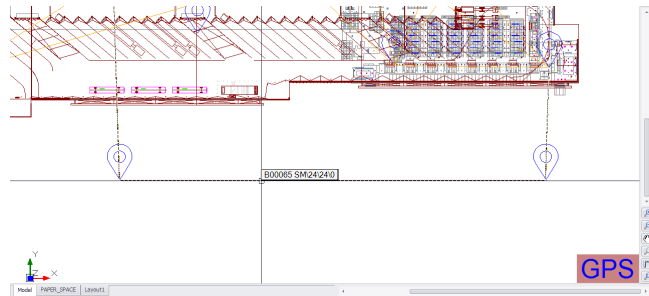 B00065 SM\24\24\0
Y
Z
X
GPS
Model PAPER_SPACE Layout1